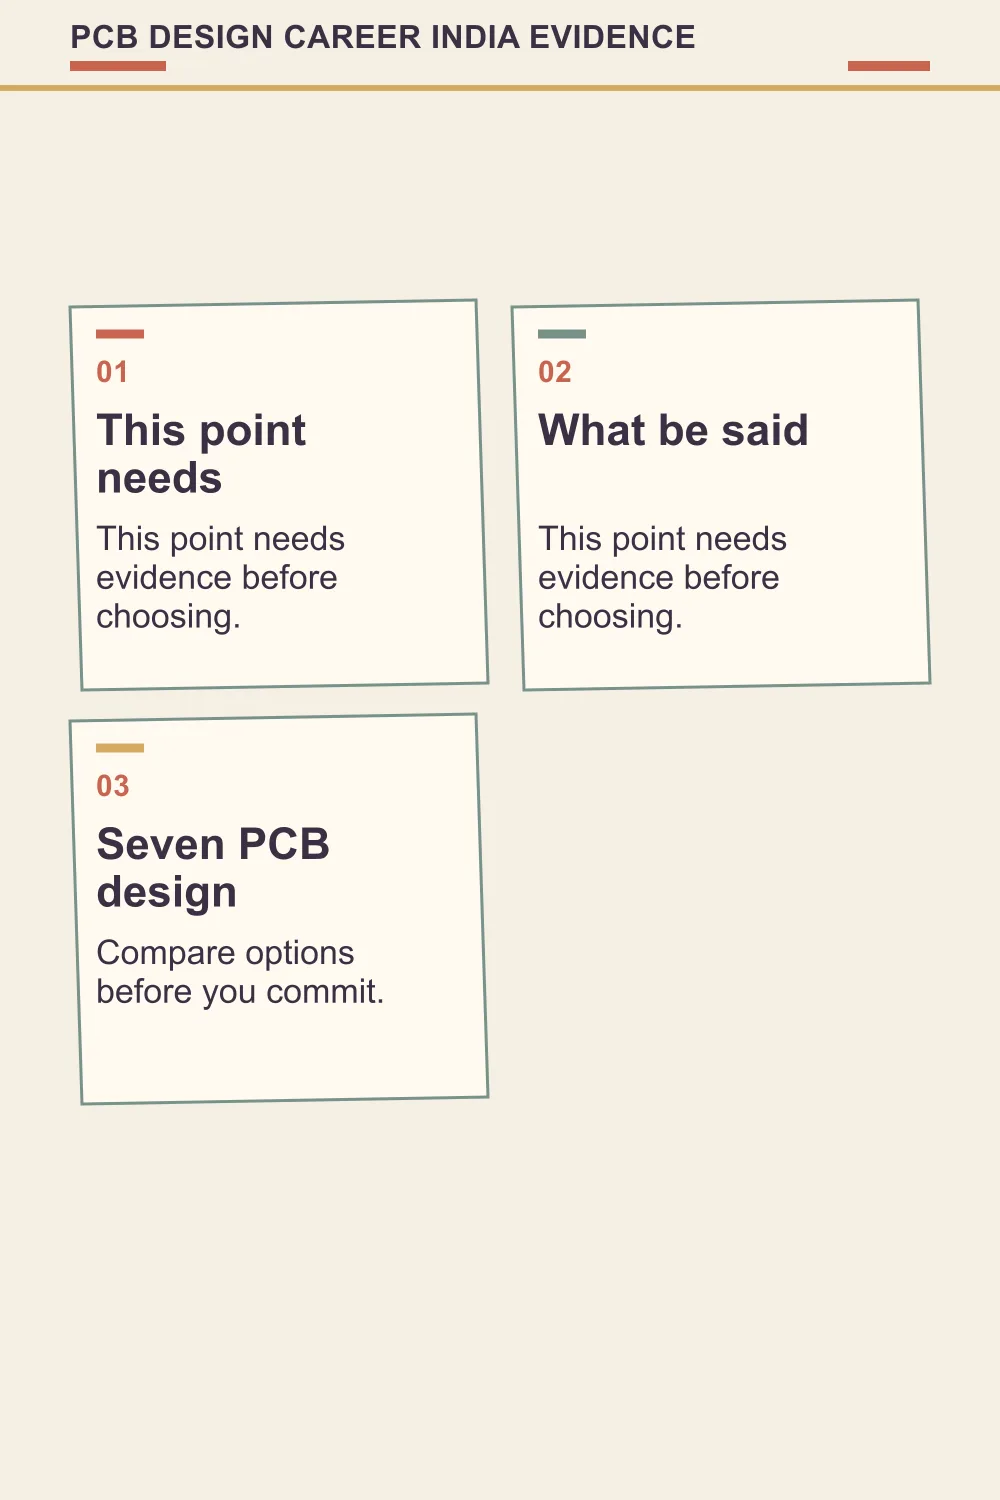 PCB DESIGN CAREER INDIA EVIDENCE
01
This point
needs
This point needs
evidence before
choosing.
02
What be said
This point needs
evidence before
choosing.
03
Seven PCB
design
Compare options
before you commit.